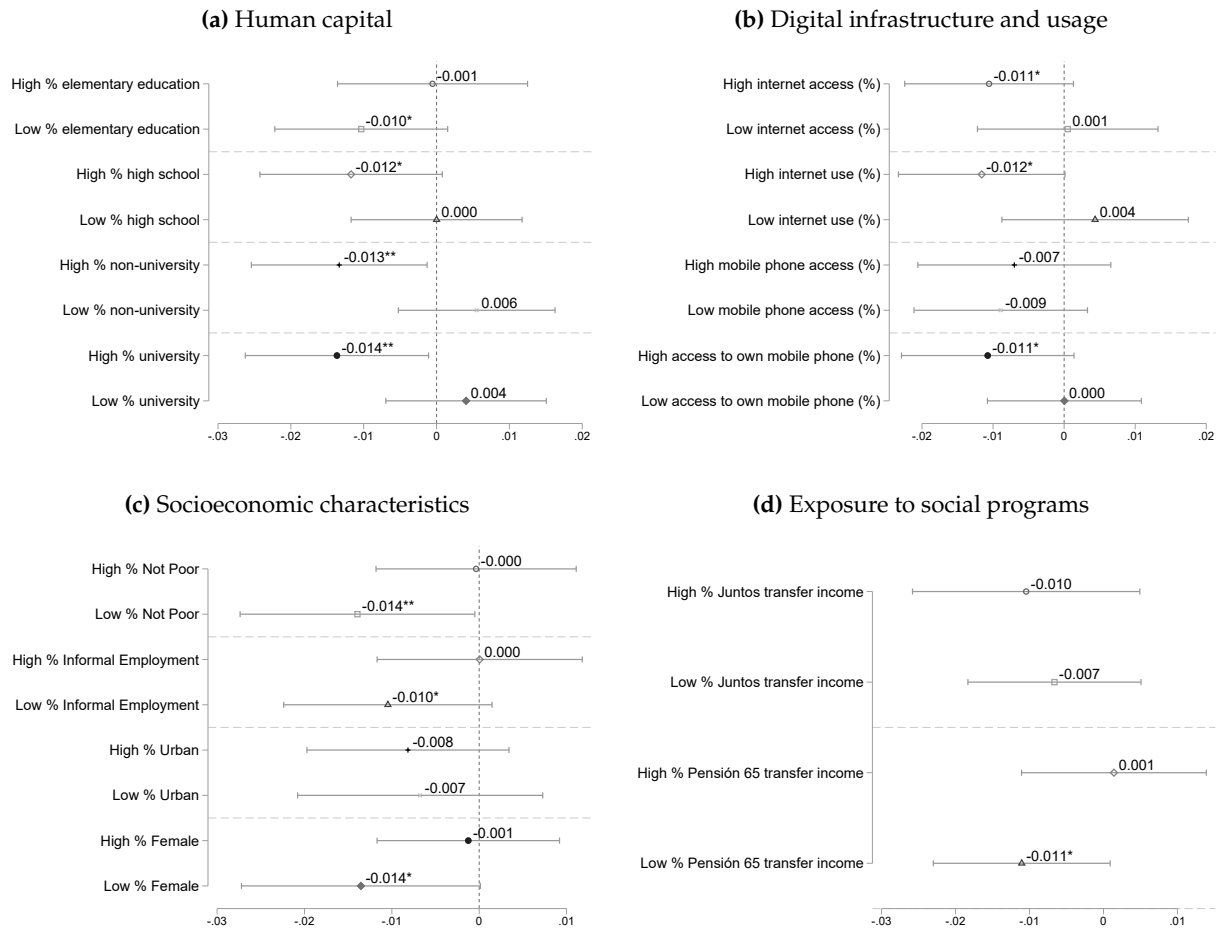 (a) Human capital
High % elementary education
-0.001
Low % elementary education
-0.010*
High % high school
-0.012*
Low % high school
0.000
High % non-university
-0.013**
Low % non-university
0.006
High % university
-0.014**
Low % university
0.004
-.03 -.02 -.01 0 .01 .02
(b) Digital infrastructure and usage
High internet access (%)
-0.011*
Low internet access (%)
0.001
High internet use (%)
-0.012*
Low internet use (%)
0.004
High mobile phone access (%)
-0.007
Low mobile phone access (%)
-0.009
High access to own mobile phone (%)
-0.011*
Low access to own mobile phone (%)
0.000
-.02 -.01 0 .01 .02
(c) Socioeconomic characteristics
High % Not Poor
-0.000
Low % Not Poor
-0.014**
High % Informal Employment
0.000
Low % Informal Employment
-0.010*
High % Urban
-0.008
Low % Urban
-0.007
High % Female
-0.001
Low % Female
-0.014*
-.03 -.02 -.01 0 .01
(d) Exposure to social programs
High % Juntos transfer income
-0.010
Low % Juntos transfer income
-0.007
High % Pensión 65 transfer income
0.001
Low % Pensión 65 transfer income
-0.011*
-.03 -.02 -.01 0 .01